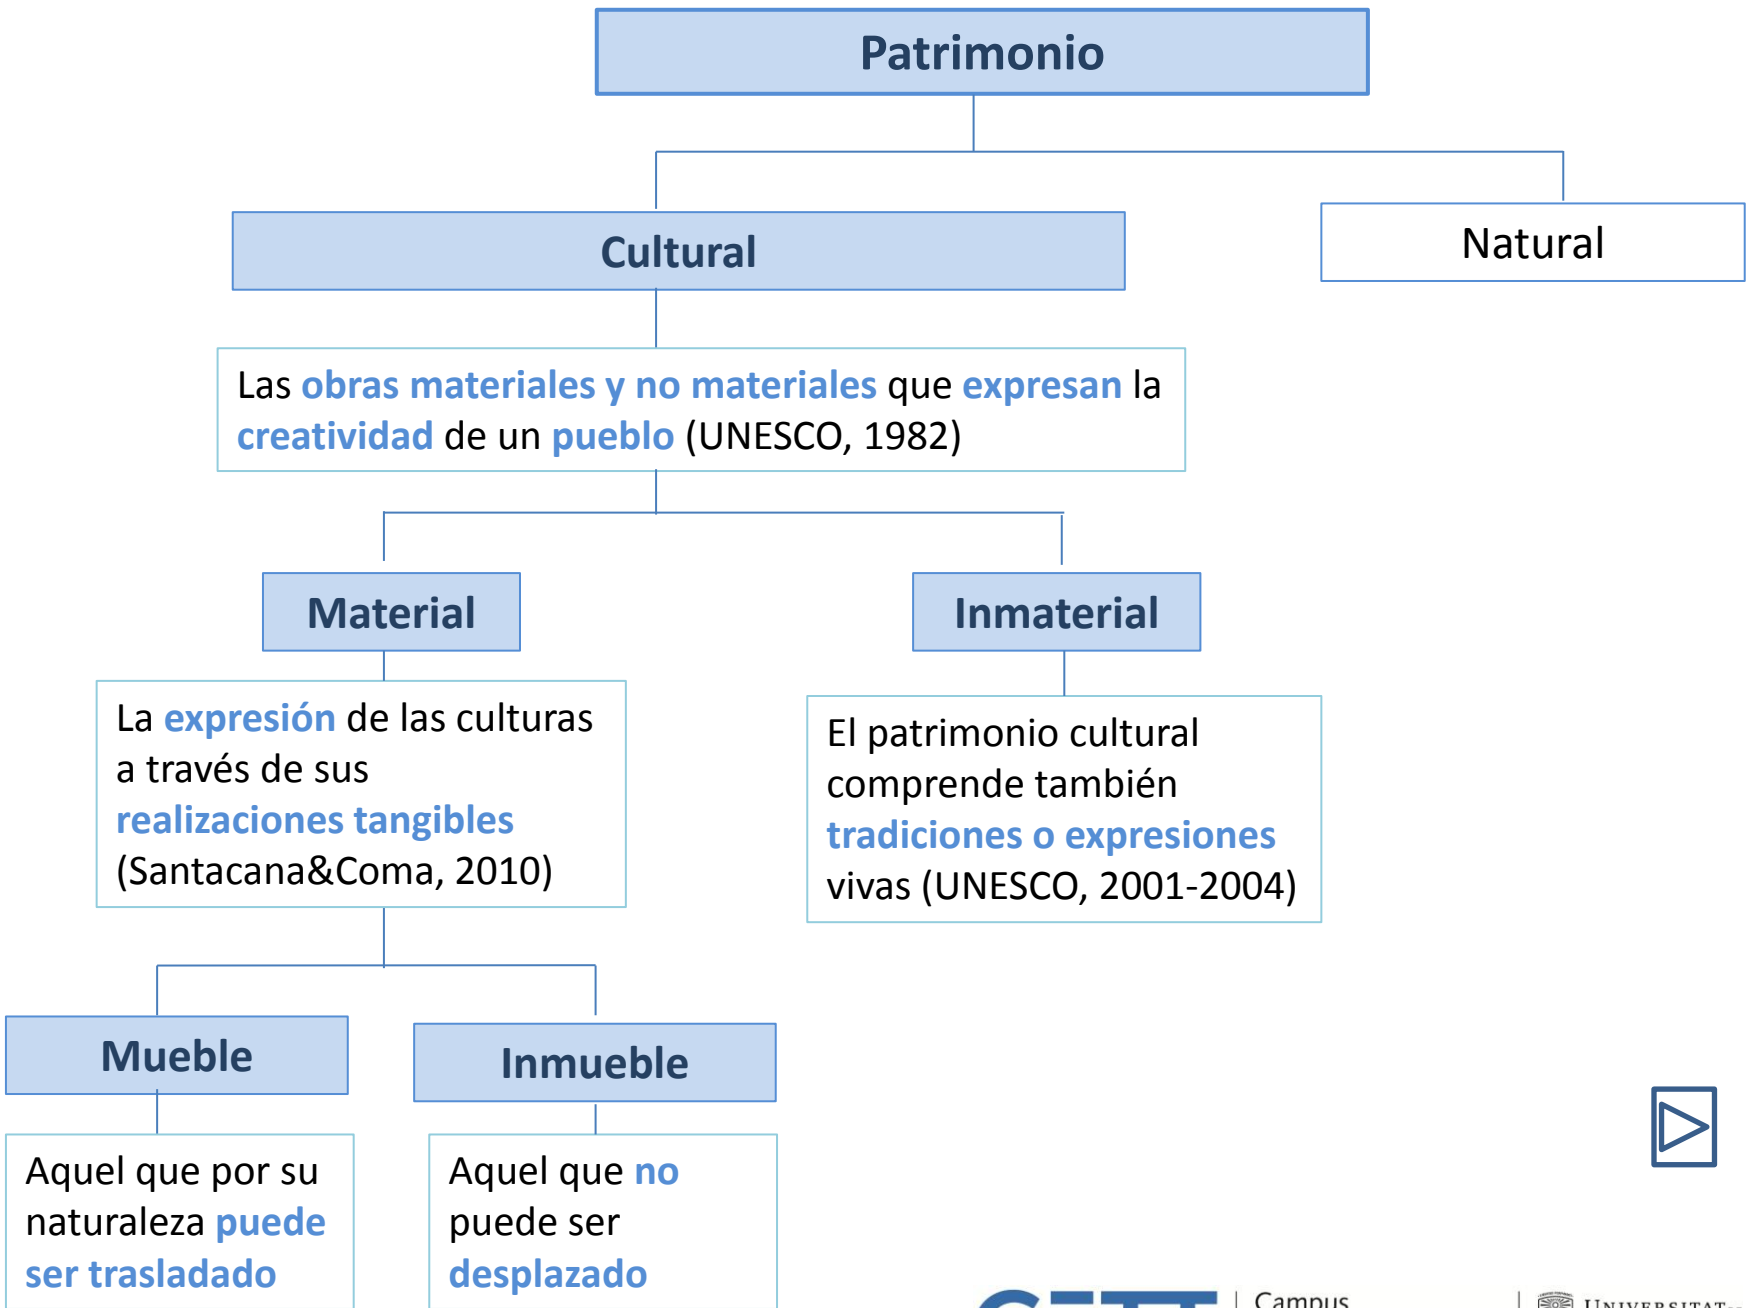 Patrimonio
Cultural
Natural
Las obras materiales y no materiales que expresan la
creatividad de un pueblo (UNESCO, 1982)
Material
Inmaterial
La expresión de las culturas
a través de sus
realizaciones tangibles
(Santacana&Coma, 2010)
El patrimonio cultural
comprende también
tradiciones o expresiones
vivas (UNESCO, 2001-2004)
Mueble
Inmueble
Aquel que por su
naturaleza puede
ser trasladado
Aquel que no
puede ser
desplazado
Campus